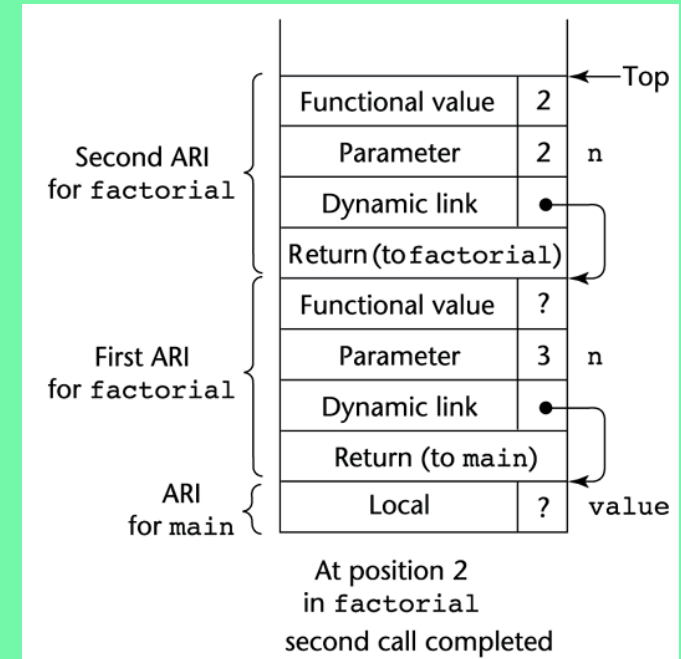 Top
Functional value 2
Second ARI
for factorial
Parameter 2 n
Dynamic link
Return (to factorial)
Functional value ?
First ARI
for factorial
Parameter 3 n
Dynamic link
Return (to main)
ARI
for main
Local ? value
At position 2
in factorial
second call completed